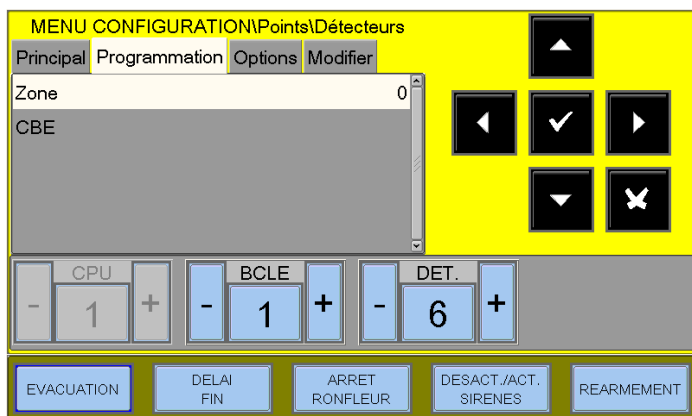 MENU CONFIGURATION\Points\Détecteurs
Principal Programmation Options Modifier
Zone 0
CBE
CPU BCLE DET.
- 1 + - 1 + - 6 +
EVACUATION
DELAI
FIN
ARRET
RONFLEUR
DESACT./ACT.
SIRENES
REARMEMENT